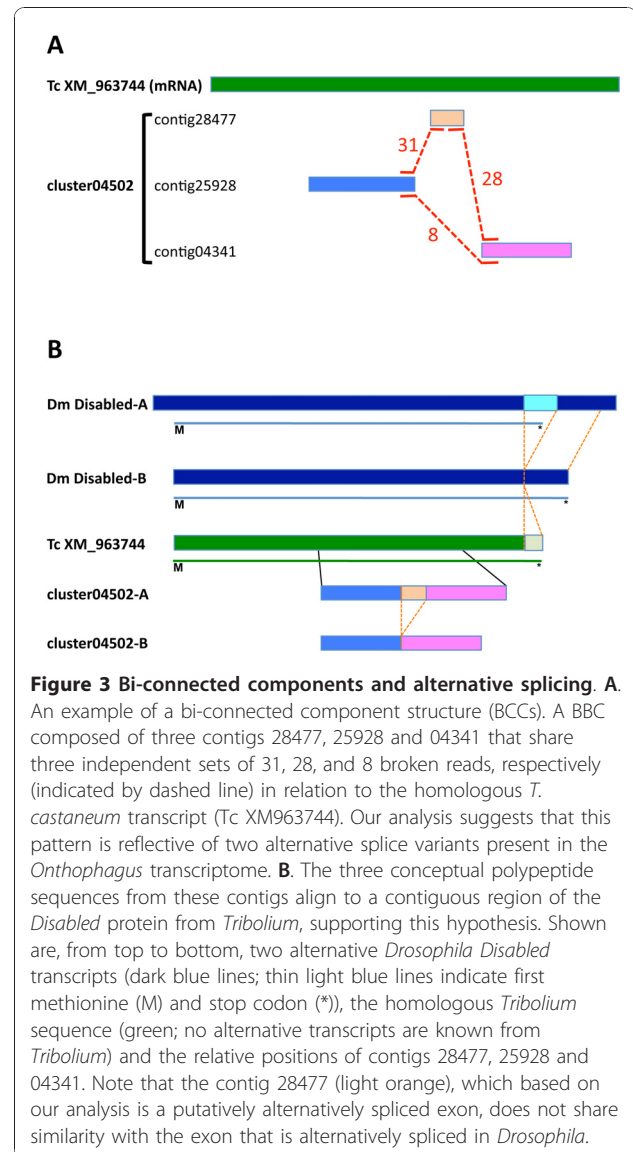 A
Tc XM_963744 (mRNA)
contig28477
31
cluster04502
contig25928
28
8
contig04341
B
Dm Disabled-A
M *
Dm Disabled-B
M *
Tc XM_963744
M *
cluster04502-A
cluster04502-B
Figure 3 Bi-connected components and alternative splicing. A.
An example of a bi-connected component structure (BCCs). A BBC
composed of three contigs 28477, 25928 and 04341 that share
three independent sets of 31, 28, and 8 broken reads, respectively
(indicated by dashed line) in relation to the homologous T.
castaneum transcript (Tc XM963744). Our analysis suggests that this
pattern is reflective of two alternative splice variants present in the
Onthophagus transcriptome. B. The three conceptual polypeptide
sequences from these contigs align to a contiguous region of the
Disabled protein from Tribolium, supporting this hypothesis. Shown
are, from top to bottom, two alternative Drosophila Disabled
transcripts (dark blue lines; thin light blue lines indicate first
methionine (M) and stop codon (*)), the homologous Tribolium
sequence (green; no alternative transcripts are known from
Tribolium) and the relative positions of contigs 28477, 25928 and
04341. Note that the contig 28477 (light orange), which based on
our analysis is a putatively alternatively spliced exon, does not share
similarity with the exon that is alternatively spliced in Drosophila.